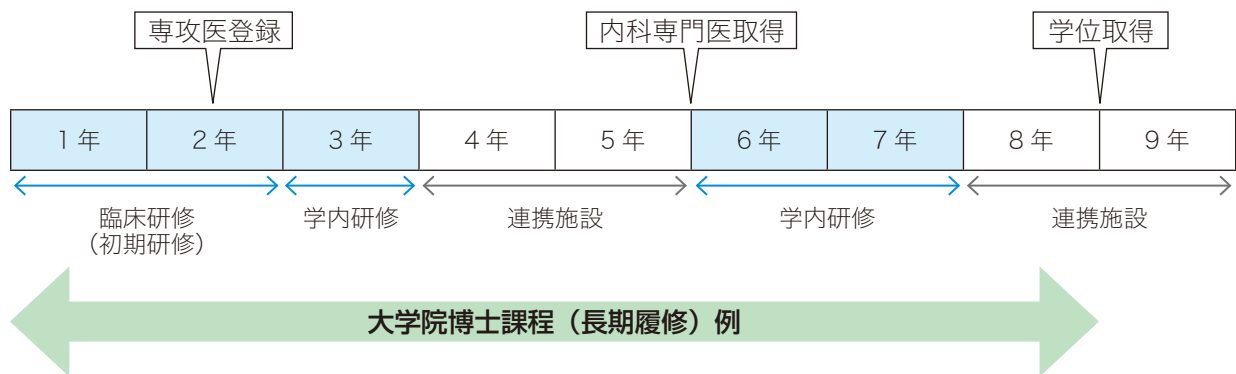 専攻医登録
内科専門医取得
学位取得
1年
2年
3年
4年
5年
6年
7年
8年
9年
臨床研修
（初期研修）
学内研修
連携施設
学内研修
連携施設
大学院博士課程（長期履修）例